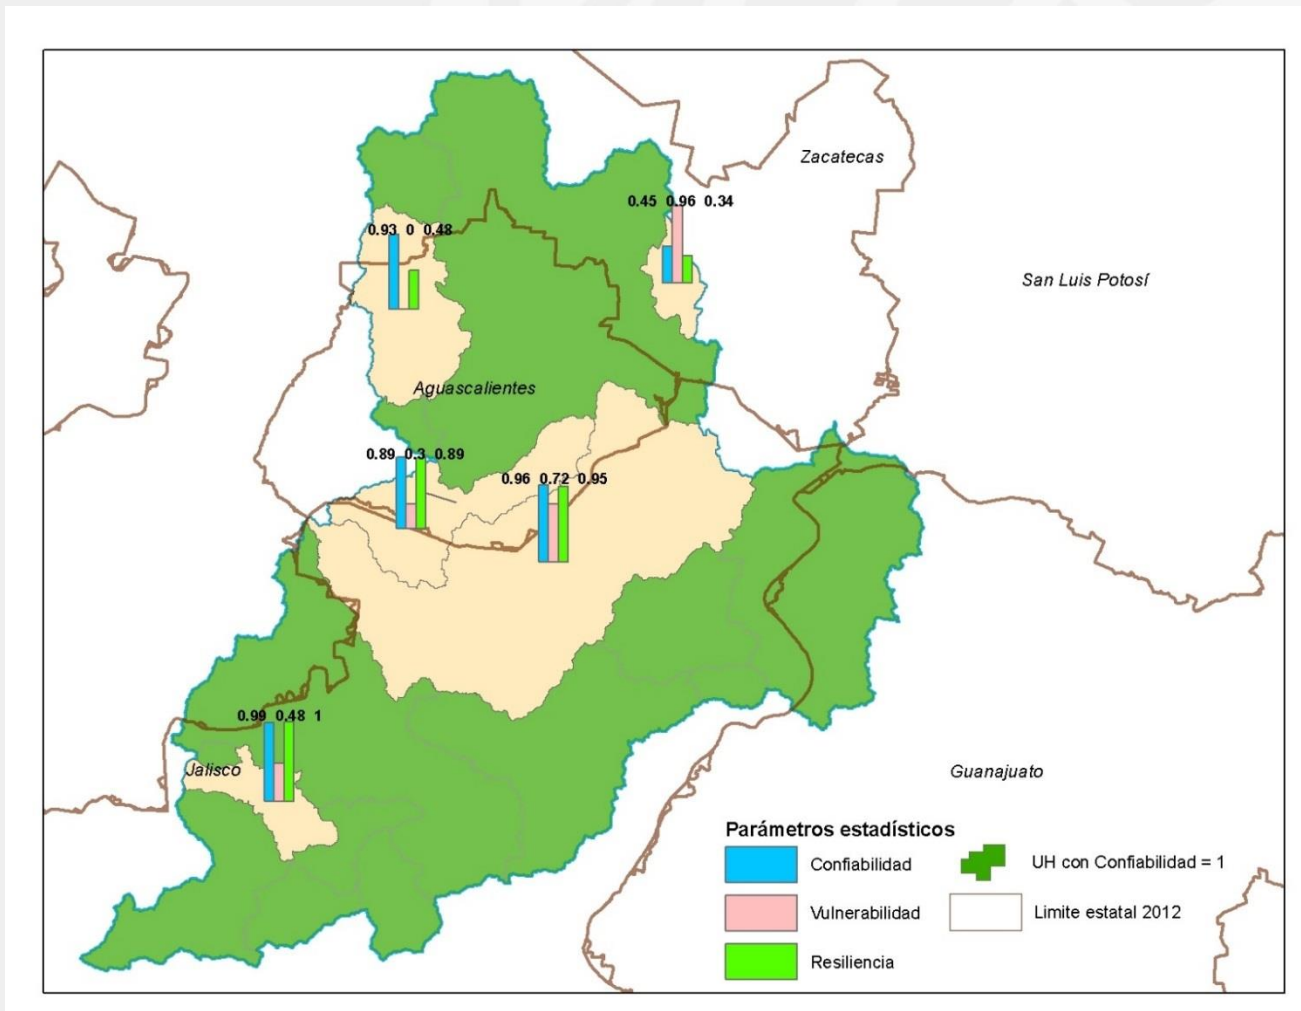 Zacatecas
0.45 0.96 0.34
0.93 0 0.48
San Luis Potosí
Aguascalientes
0.89 0.3 0.89
0.96 0.72 0.95
0.99 0.48 1
Jalisco
Guanajuato
Parámetros estadísticos
Confiabilidad
UH con Confiabilidad = 1
Vulnerabilidad
Limite estatal 2012
Resiliencia